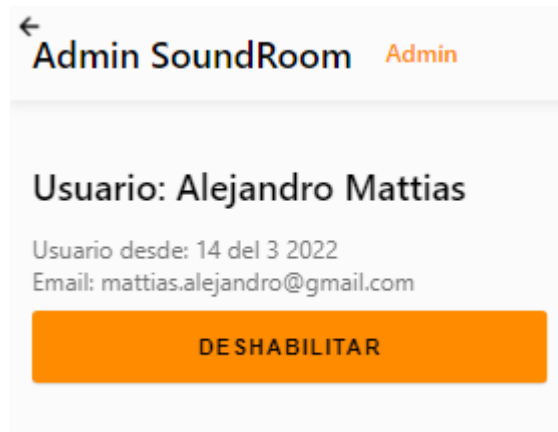 Admin SoundRoom Admin
Usuario: Alejandro Mattias
Usuario desde: 14 del 3 2022
Email: mattias.alejandro@gmail.com
DESHABILITAR